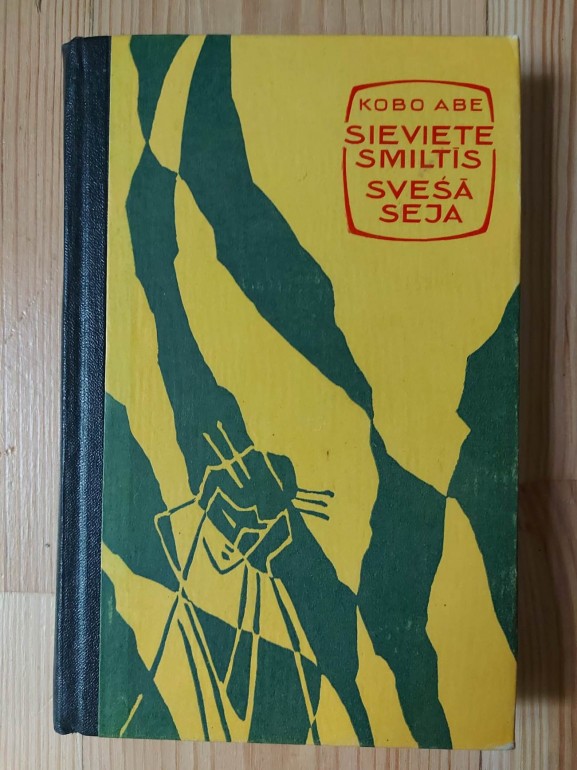 KOBO ABE
SIEVIETE
SMILTĪS
SVEŠĀ
SEJA